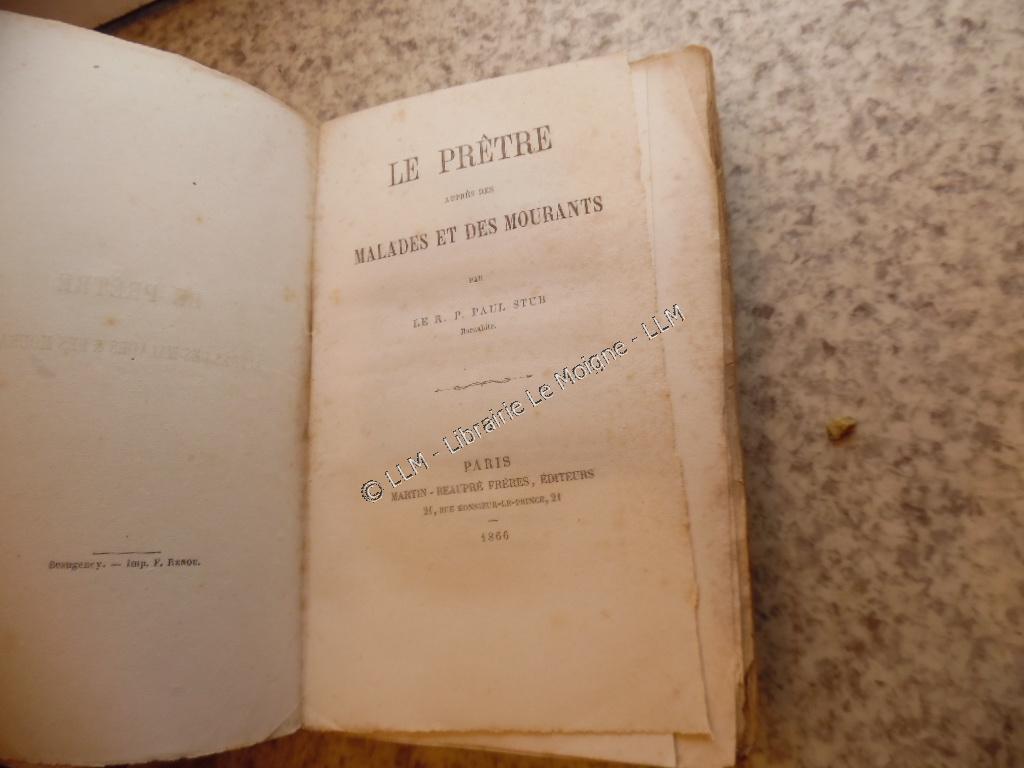 Beaugency. — Imp. F. RENOU.
LE PRÊTRE
AUPRÈS DES
MALADES ET DES MOURANTS
PAR
LE R. P. PAUL STUB
Barnabite.
PARIS
MARTIN-BEAUPRÉ FRÈRES, ÉDITEURS
21, RUE MONSIEUR-LE-PRINCE, 21
1866
© LLM - Librairie Le Moigne - LLM